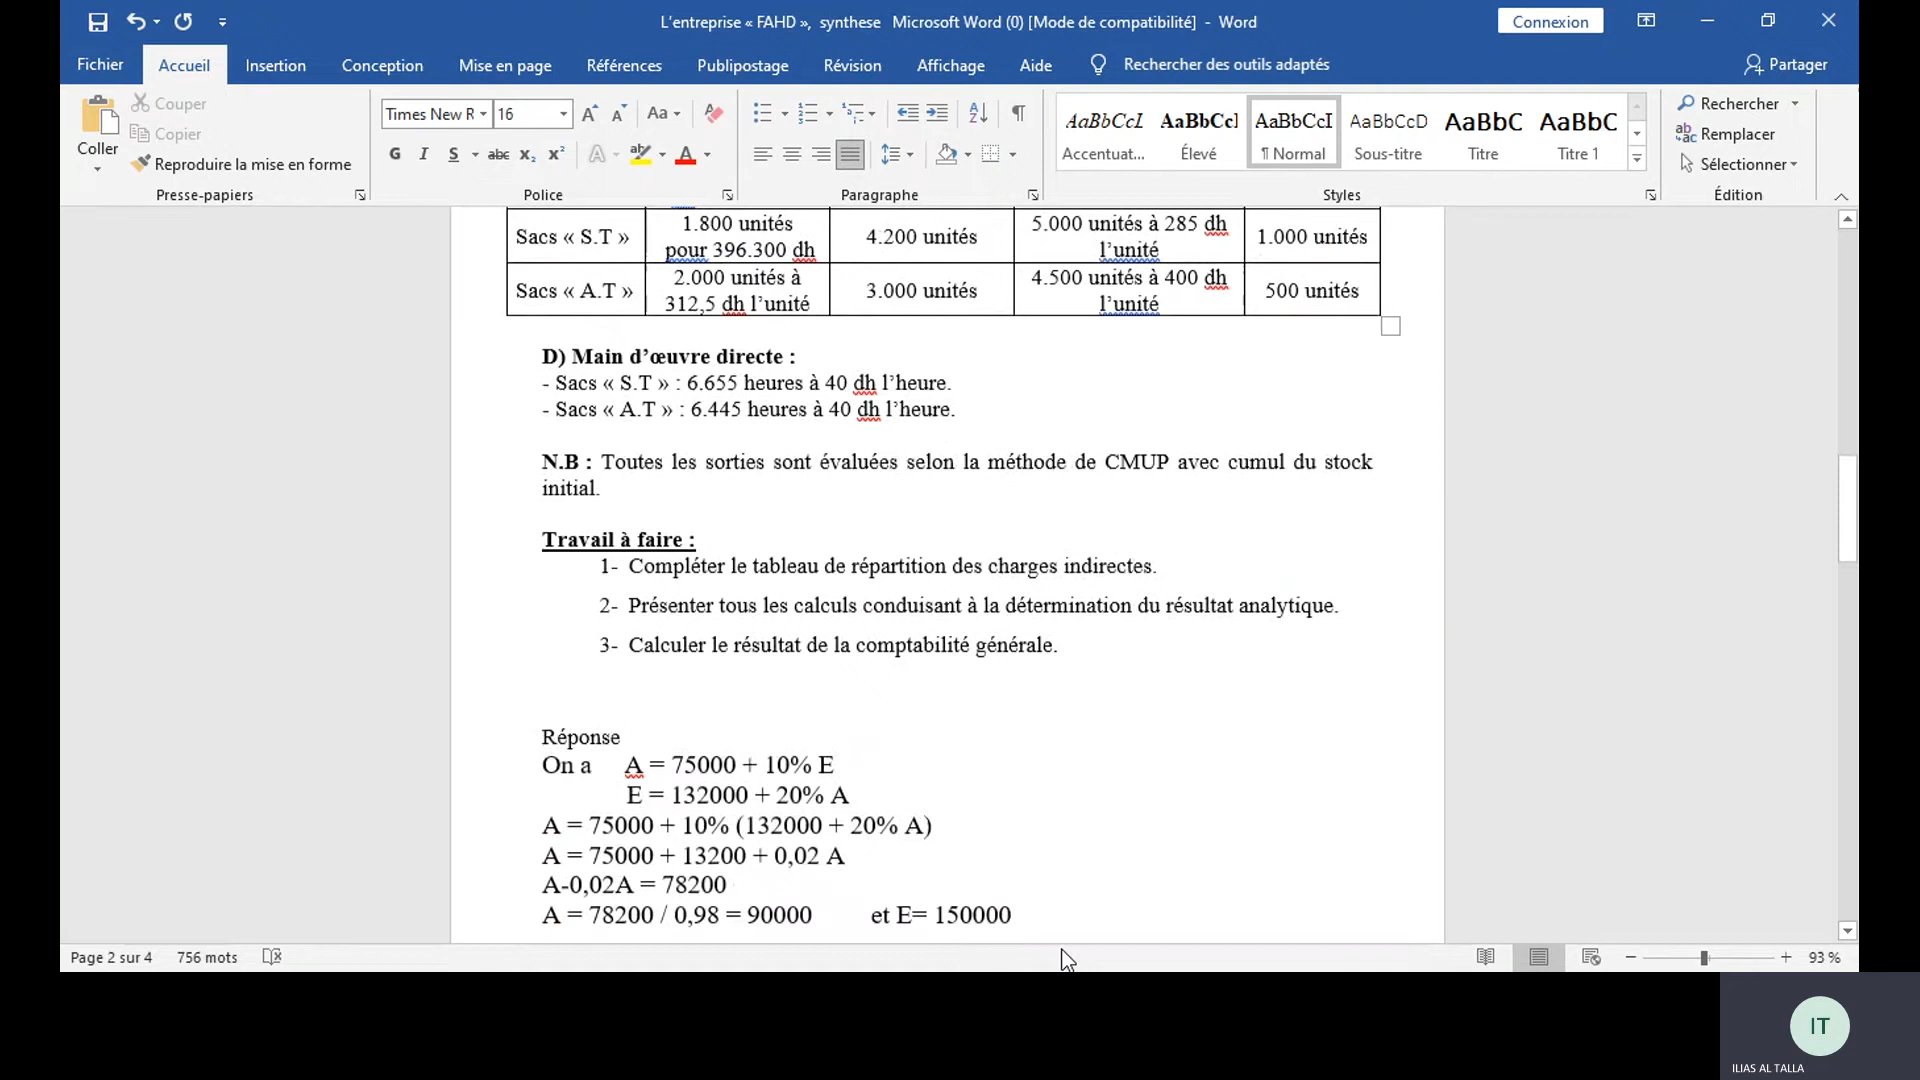 L'entreprise « FAHD », synthese Microsoft Word (0) [Mode de compatibilité] - Word
Connexion
Fichier
Accueil
Insertion
Conception
Mise en page
Références
Publipostage
Révision
Affichage
Aide
Rechercher des outils adaptés
Partager
Coller
Couper
Copier
Reproduire la mise en forme
Presse-papiers
Times New R
16
Aa
G I S abc x₂ x²
A
A
Police
Paragraphe
AaBbCcI AaBbCcI AaBbCcI AaBbCcD AaBbC AaBbC
Accentuat... Élevé ¶ Normal Sous-titre Titre Titre 1
Styles
Rechercher
Remplacer
Sélectionner
Édition
Sacs « S.T » 1.800 unités pour 396.300 dh 4.200 unités 5.000 unités à 285 dh l'unité 1.000 unités
Sacs « A.T » 2.000 unités à 312,5 dh l'unité 3.000 unités 4.500 unités à 400 dh l'unité 500 unités
D) Main d'œuvre directe :
- Sacs « S.T » : 6.655 heures à 40 dh l'heure.
- Sacs « A.T » : 6.445 heures à 40 dh l'heure.
N.B : Toutes les sorties sont évaluées selon la méthode de CMUP avec cumul du stock
initial.
Travail à faire :
1- Compléter le tableau de répartition des charges indirectes.
2- Présenter tous les calculs conduisant à la détermination du résultat analytique.
3- Calculer le résultat de la comptabilité générale.
Réponse
On a A = 75000 + 10% E
E = 132000 + 20% A
A = 75000 + 10% (132000 + 20% A)
A = 75000 + 13200 + 0,02 A
A-0,02A = 78200
A = 78200 / 0,98 = 90000 et E= 150000
Page 2 sur 4 756 mots
93 %
IT
ILIAS AL TALLA